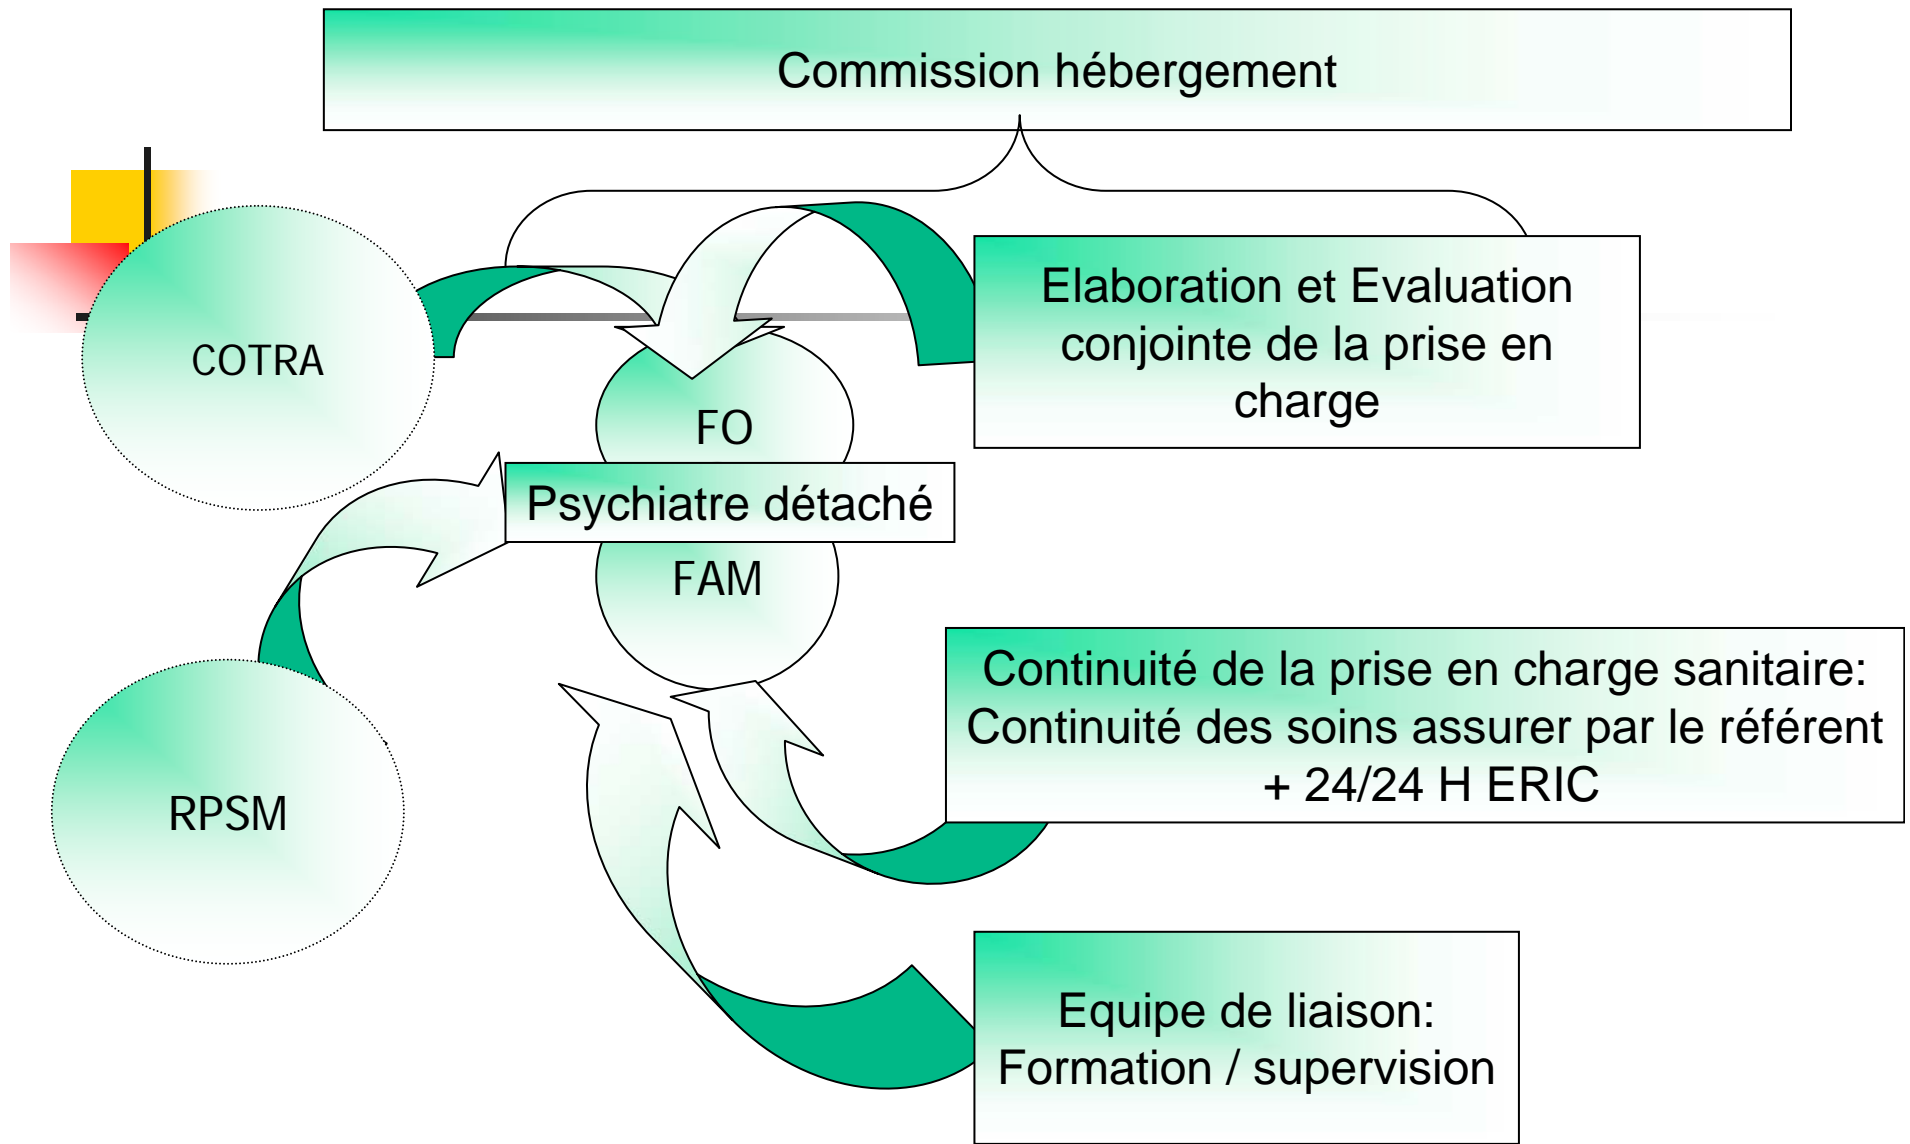 Commission hébergement
COTRA
Elaboration et Evaluation
conjointe de la prise en
charge
FO
Psychiatre détaché
FAM
RPSM
Continuité de la prise en charge sanitaire:
Continuité des soins assurer par le référent
+ 24/24 H ERIC
Equipe de liaison:
Formation / supervision